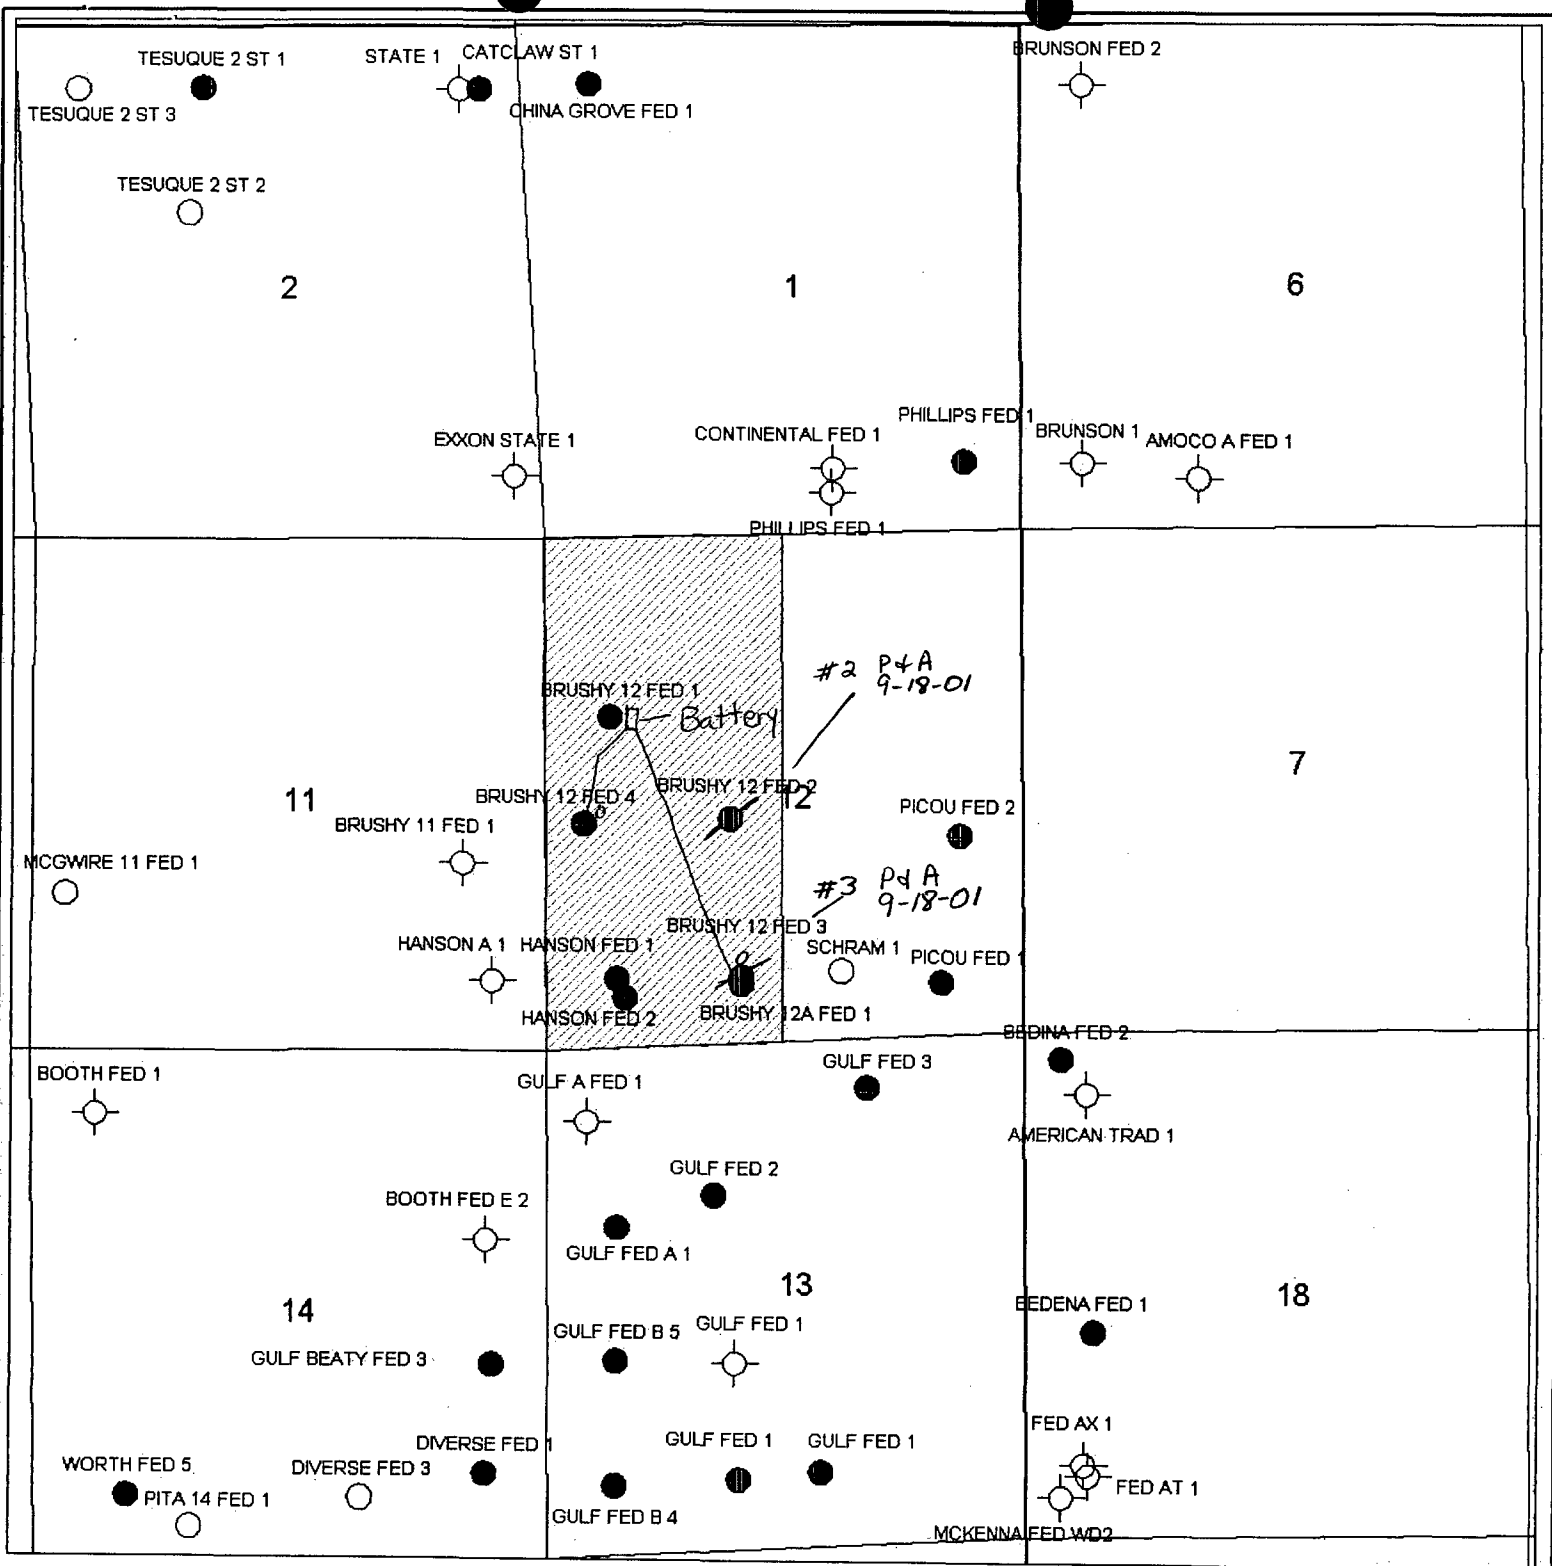 BRUNSON FED 2
TESUQUE 2 ST 1
STATE 1
CATCLAW ST 1
TESUQUE 2 ST 3
CHINA GROVE FED 1
TESUQUE 2 ST 2
2
1
6
PHILLIPS FED 1
EXXON STATE 1
CONTINENTAL FED 1
BRUNSON 1
AMOCO A FED 1
PHILLIPS FED 1
#2 P&A
9-18-01
BRUSHY 12 FED 1
Battery
7
11
BRUSHY 12 FED 4
BRUSHY 12 FED 2
12
PICOU FED 2
BRUSHY 11 FED 1
MCGWIRE 11 FED 1
#3 P&A
9-18-01
BRUSHY 12 FED 3
HANSON A 1
HANSON FED 1
SCHRAM 1
PICOU FED 1
HANSON FED 2
BRUSHY 12A FED 1
BEDINA FED 2
BOOTH FED 1
GULF A FED 1
GULF FED 3
AMERICAN TRAD 1
GULF FED 2
BOOTH FED E 2
GULF FED A 1
13
18
14
BEDENA FED 1
GULF FED B 5
GULF FED 1
GULF BEATY FED 3
FED AX 1
DIVERSE FED 1
GULF FED 1
GULF FED 1
WORTH FED 5
DIVERSE FED 3
FED AT 1
PITA 14 FED 1
GULF FED B 4
MCKENNA FED WD2